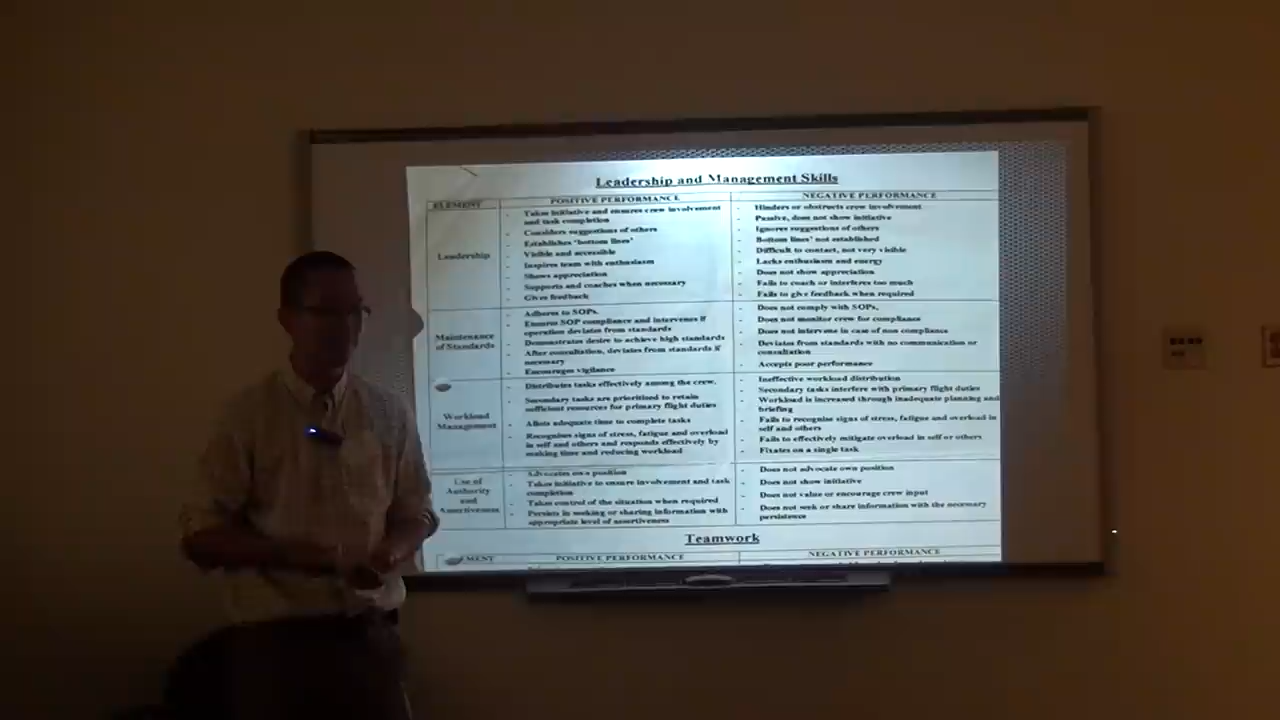 Leadership and Management Skills
ELEMENT
POSITIVE PERFORMANCE
NEGATIVE PERFORMANCE
Leadership
- Takes initiative and ensures crew involvement
and task completion
- Considers suggestions of others
- Establishes 'bottom lines'
- Visible and accessible
- Inspires team with enthusiasm
- Shows appreciation
- Supports and coaches when necessary
- Gives feedback
- Hinders or obstructs crew involvement
- Passive, does not show initiative
- Ignores suggestions of others
- Bottom lines' not established
- Difficult to contact, not very visible
- Lacks enthusiasm and energy
- Does not show appreciation
- Fails to coach or interferes too much
- Fails to give feedback when required
Maintenance
of Standards
- Adheres to SOPs.
- Ensures SOP compliance and intervenes if
operation deviates from standards
- Demonstrates desire to achieve high standards
- After consultation, deviates from standards if
necessary
- Encourages vigilance
- Does not comply with SOPs,
- Does not monitor crew for compliance
- Does not intervene in case of non compliance
- Deviates from standards with no communication or
consultation
- Accepts poor performance
Workload
Management
- Distributes tasks effectively among the crew.
- Secondary tasks are prioritized to retain
sufficient resources for primary flight duties
- Allots adequate time to complete tasks
- Recognises signs of stress, fatigue and overload
in self and others and responds effectively by
making time and reducing workload
- Ineffective workload distribution
- Secondary tasks interfere with primary flight duties
- Workload is increased through inadequate planning and
briefing
- Fails to recognise signs of stress, fatigue and overload in
self and others
- Fails to effectively mitigate overload in self or others
- Fixates on a single task
Use of
Authority
and
Assertiveness
- Advocates on a position
- Takes initiative to ensure involvement and task
completion
- Takes control of the situation when required
- Persists in seeking or sharing information with
appropriate level of assertiveness
- Does not advocate own position
- Does not show initiative
- Does not value or encourage crew input
- Does not seek or share information with the necessary
persistence
Teamwork
MENT
POSITIVE PERFORMANCE
NEGATIVE PERFORMANCE